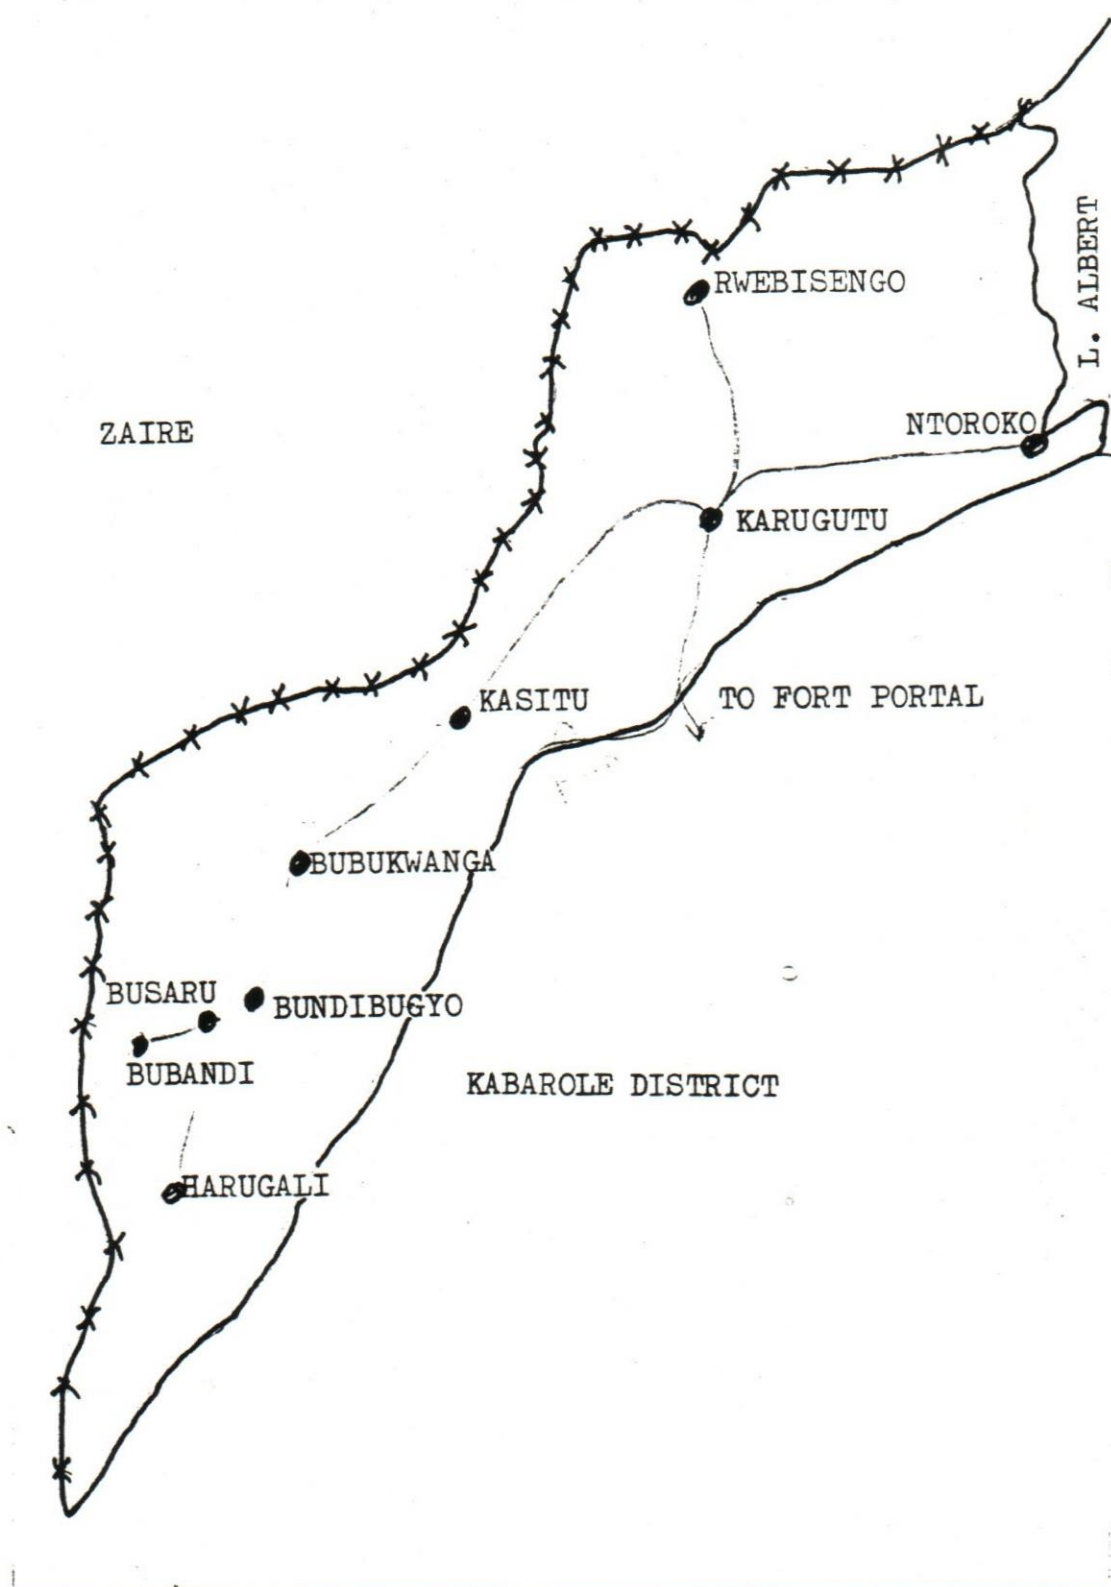 L. ALBERT
RWEBISENGO
ZAIRE
NTOROKO
KARUGUTU
KASITU
TO FORT PORTAL
BUBUKWANGA
BUSARU
BUNDIBUGYO
BUBANDI
KABAROLE DISTRICT
HARUGALI